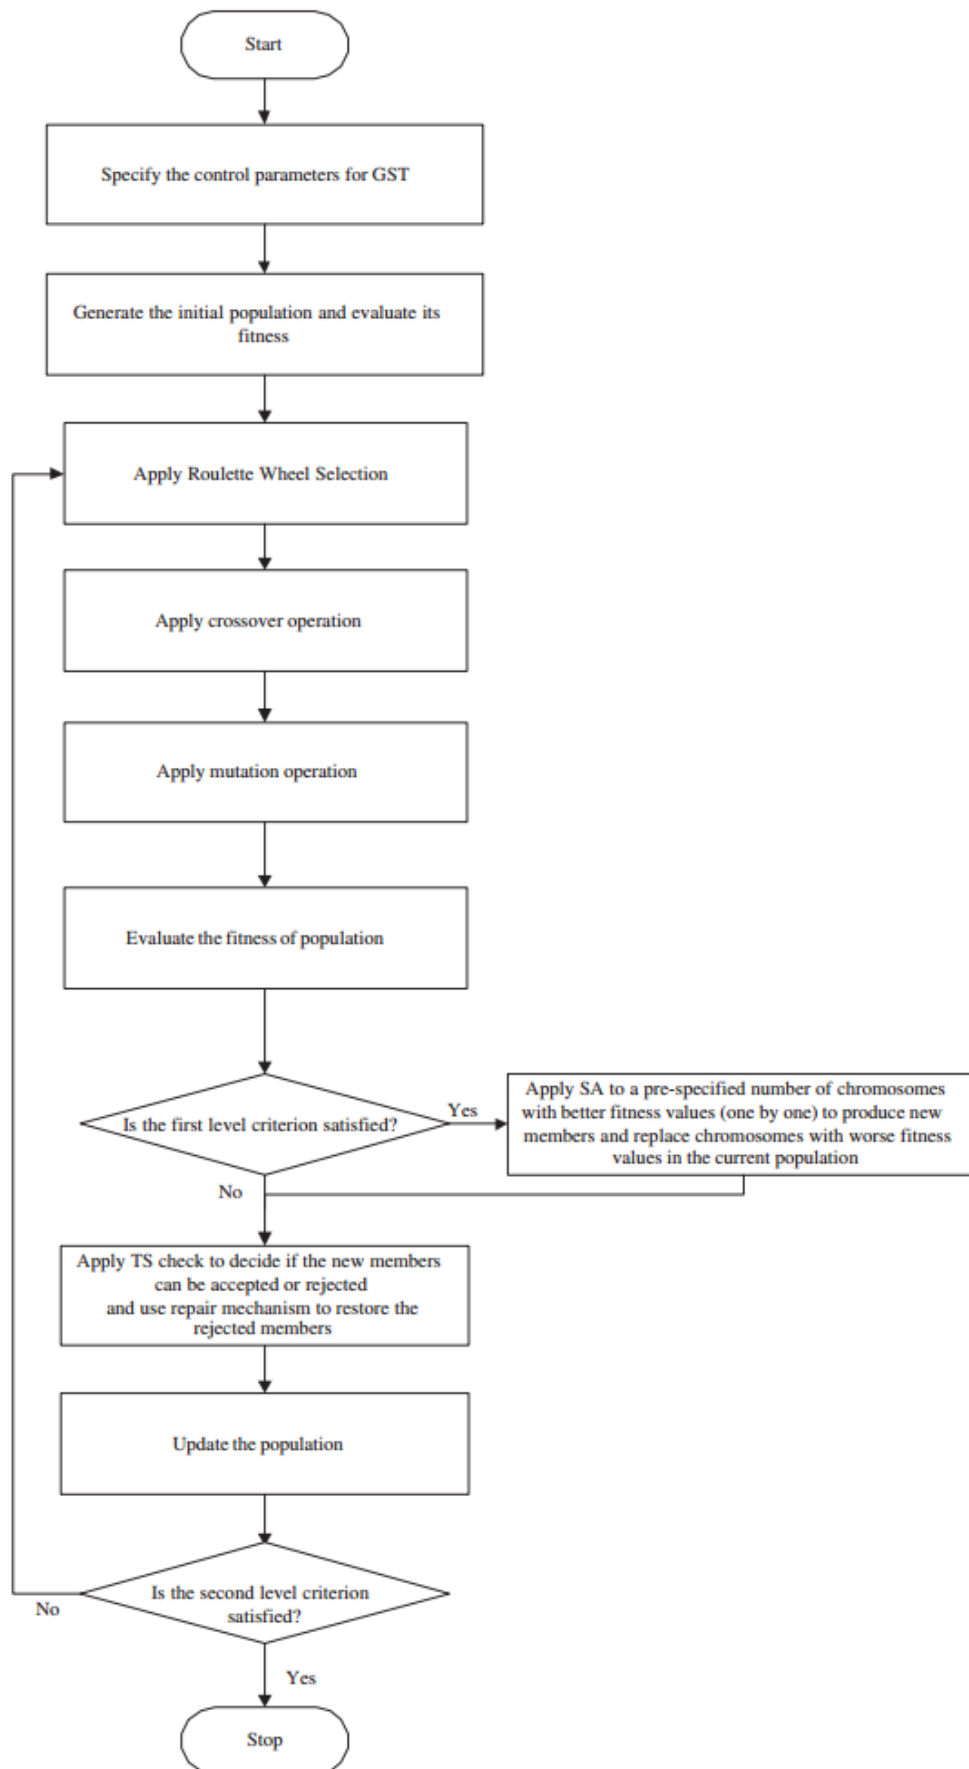 Start
Specify the control parameters for GST
Generate the initial population and evaluate its
fitness
Apply Roulette Wheel Selection
Apply crossover operation
Apply mutation operation
Evaluate the fitness of population
Is the first level criterion satisfied?
Yes
Apply SA to a pre-specified number of chromosomes
with better fitness values (one by one) to produce new
members and replace chromosomes with worse fitness
values in the current population
No
Apply TS check to decide if the new members
can be accepted or rejected
and use repair mechanism to restore the
rejected members
Update the population
Is the second level criterion
satisfied?
No
Yes
Stop